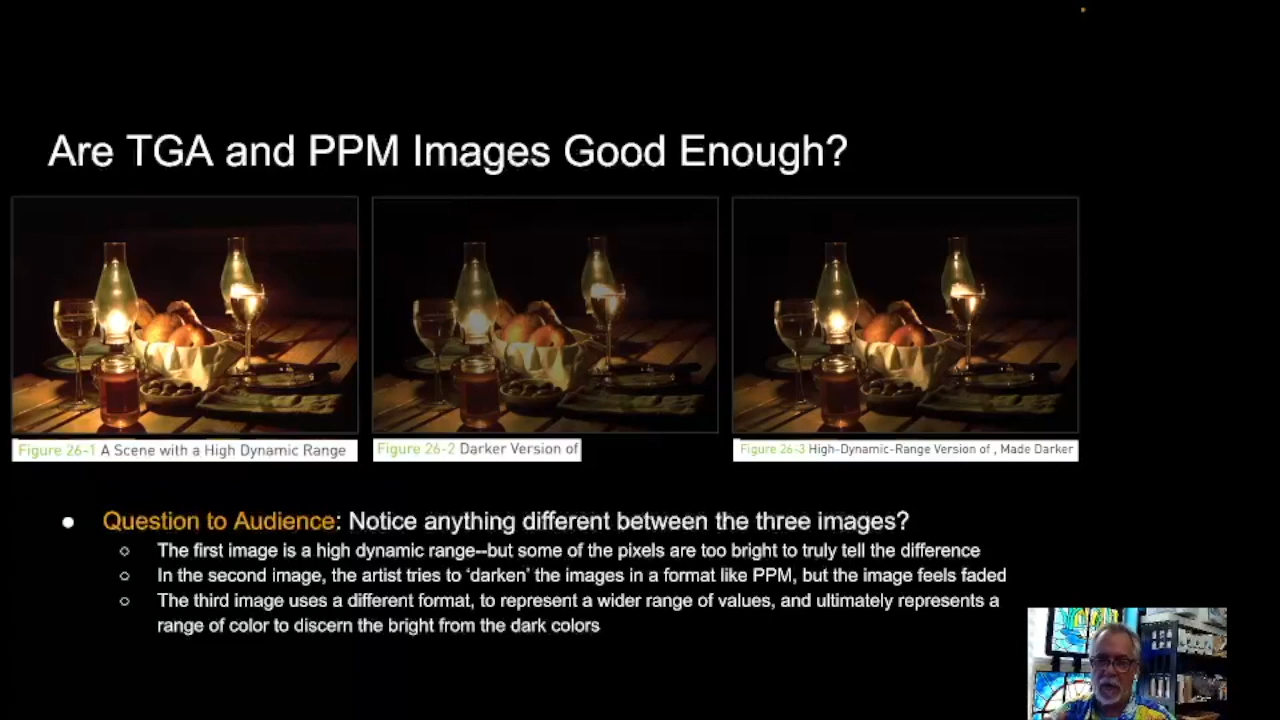 Are TGA and PPM Images Good Enough?
Figure 26-1 A Scene with a High Dynamic Range
Figure 26-2 Darker Version of
Figure 26-3 High-Dynamic-Range Version of , Made Darker
● Question to Audience: Notice anything different between the three images?
○ The first image is a high dynamic range--but some of the pixels are too bright to truly tell the difference
○ In the second image, the artist tries to ‘darken’ the images in a format like PPM, but the image feels faded
○ The third image uses a different format, to represent a wider range of values, and ultimately represents a
range of color to discern the bright from the dark colors